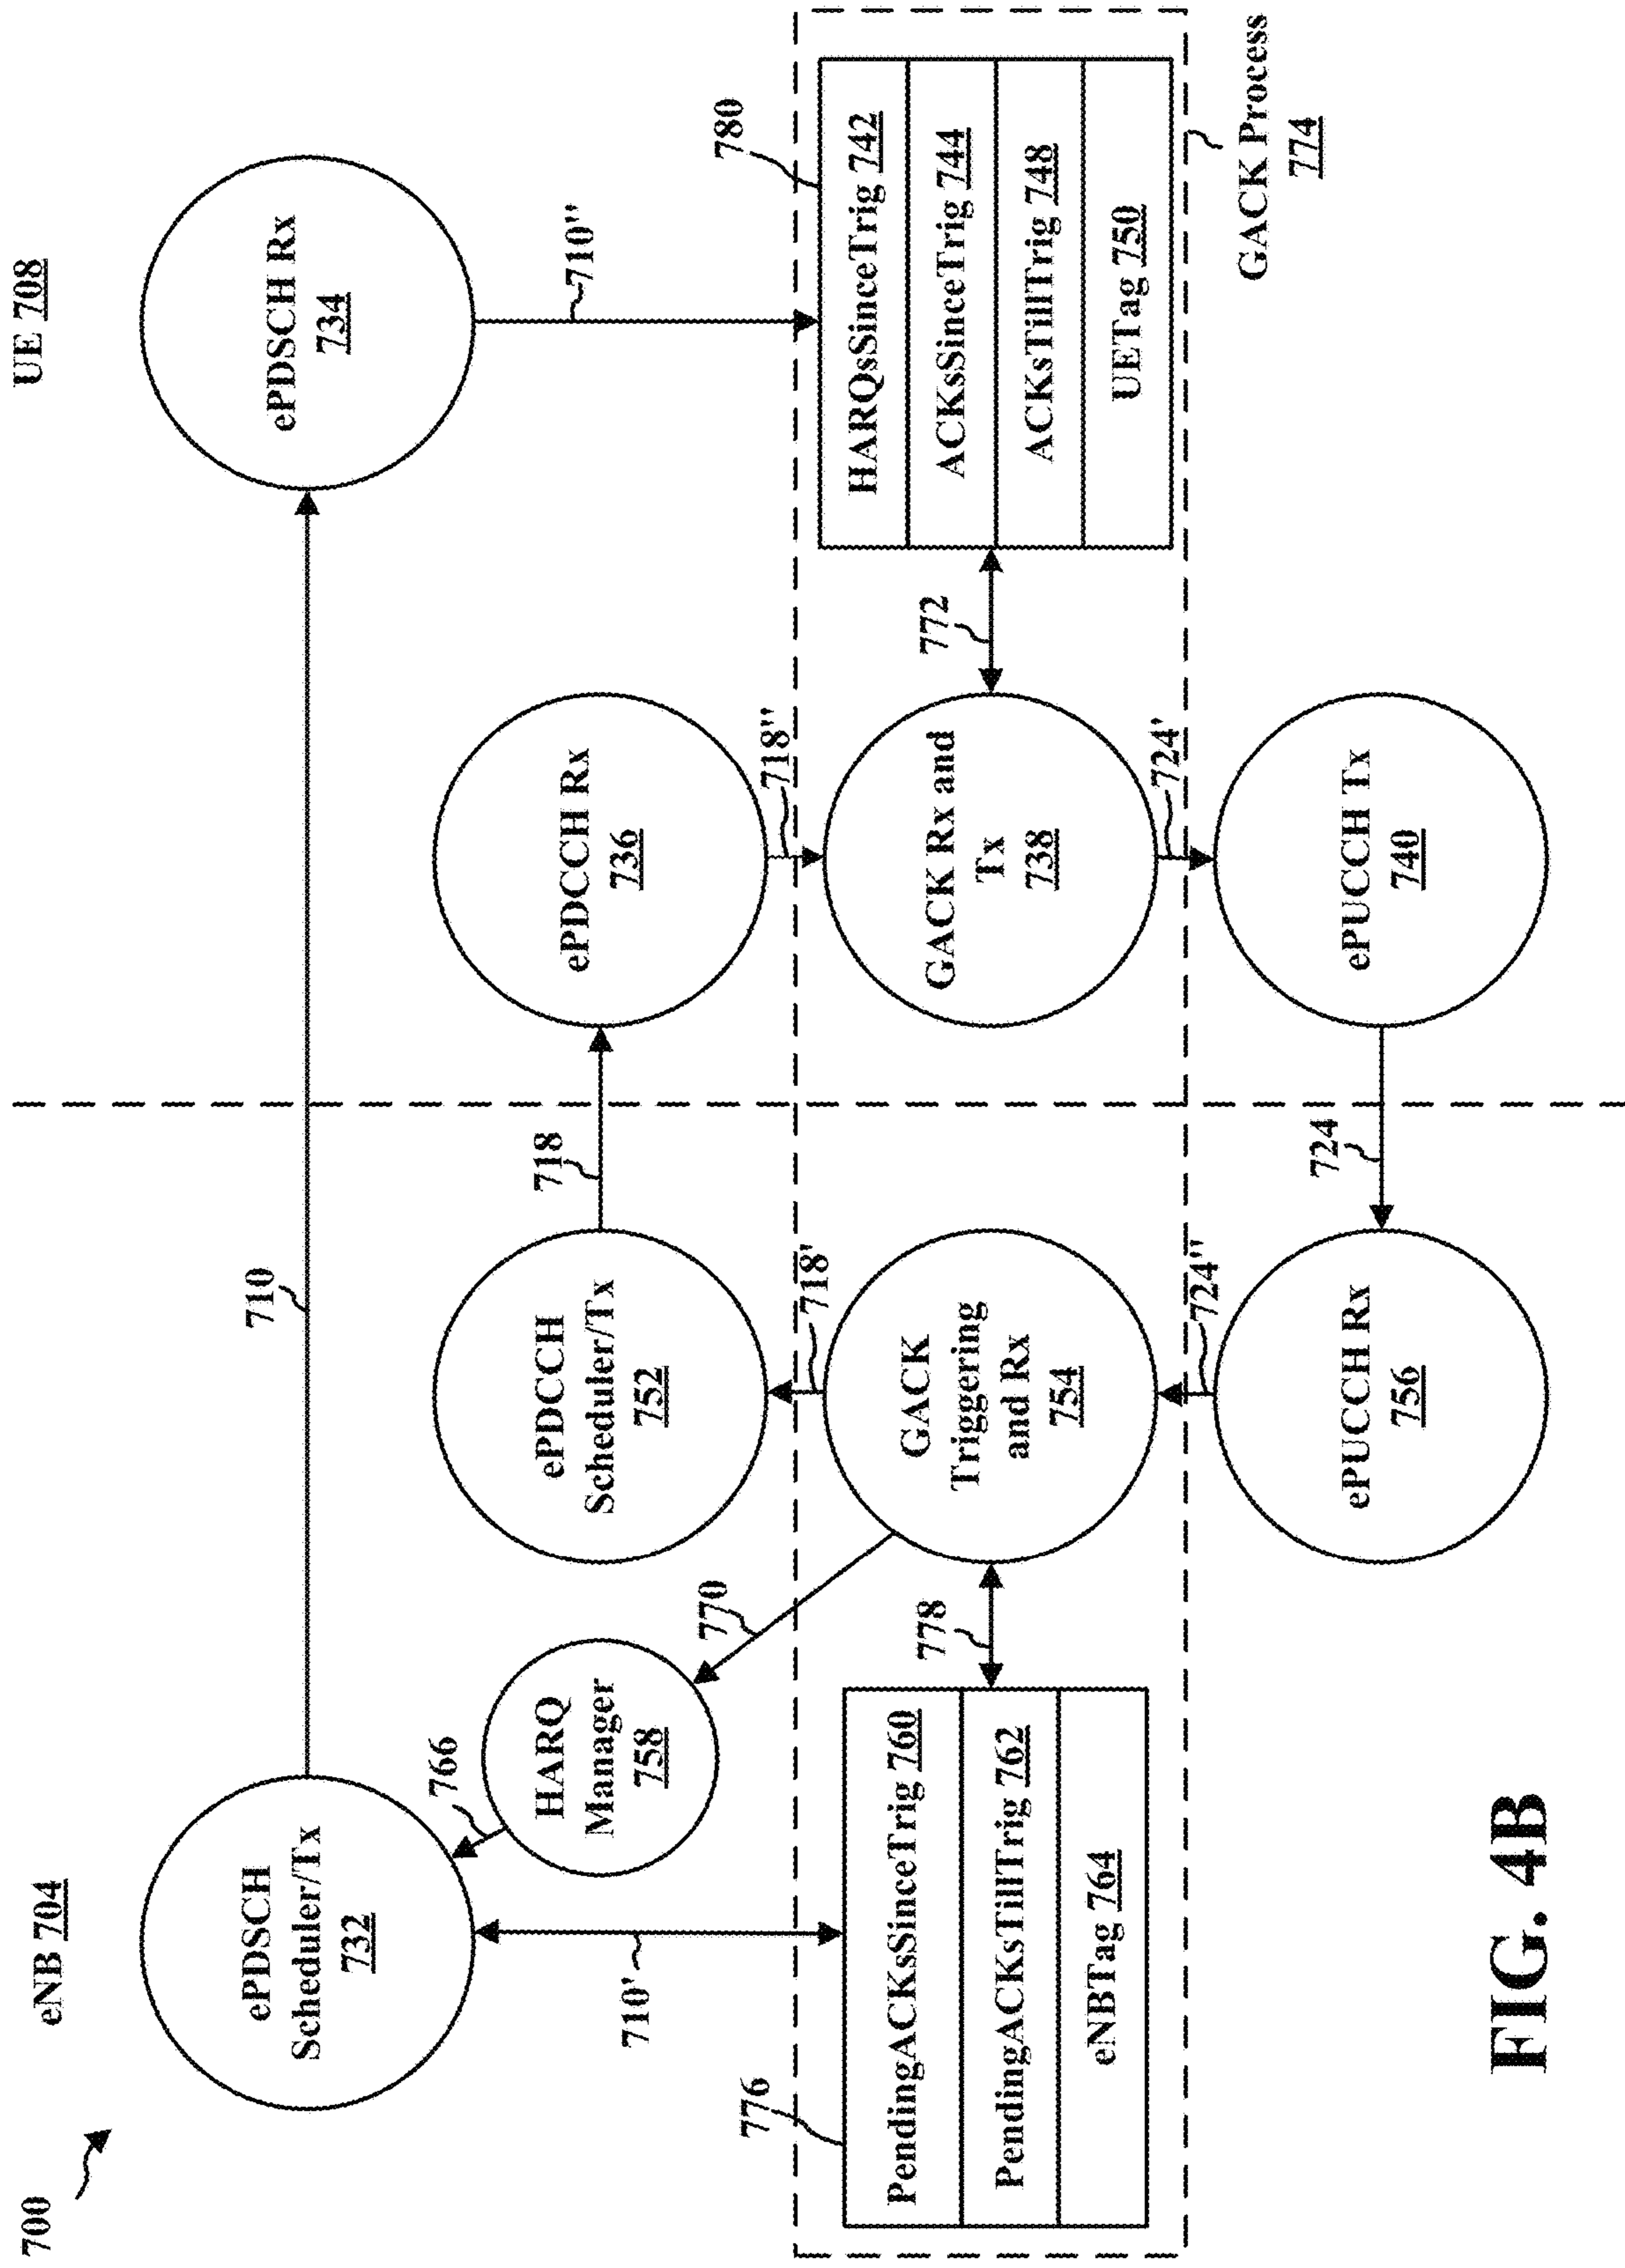 700
eNB 704
UE 708
ePDSCH
Scheduler/Tx
732
710
ePDSCH Rx
734
766
HARQ
Manager
758
ePDCCH
Scheduler/Tx
752
718
ePDCCH Rx
736
710'
770
718'
718"
710"
776
780
PendingACKsSinceTrig 760
PendingACKsTillTrig 762
eNBTag 764
778
GACK
Triggering
and Rx
754
GACK Rx and
Tx
738
772
HARQsSinceTrig 742
ACKsSinceTrig 744
ACKsTillTrig 748
UETag 750
724"
724'
GACK Process
774
ePUCCH Rx
756
724
ePUCCH Tx
740
FIG. 4B